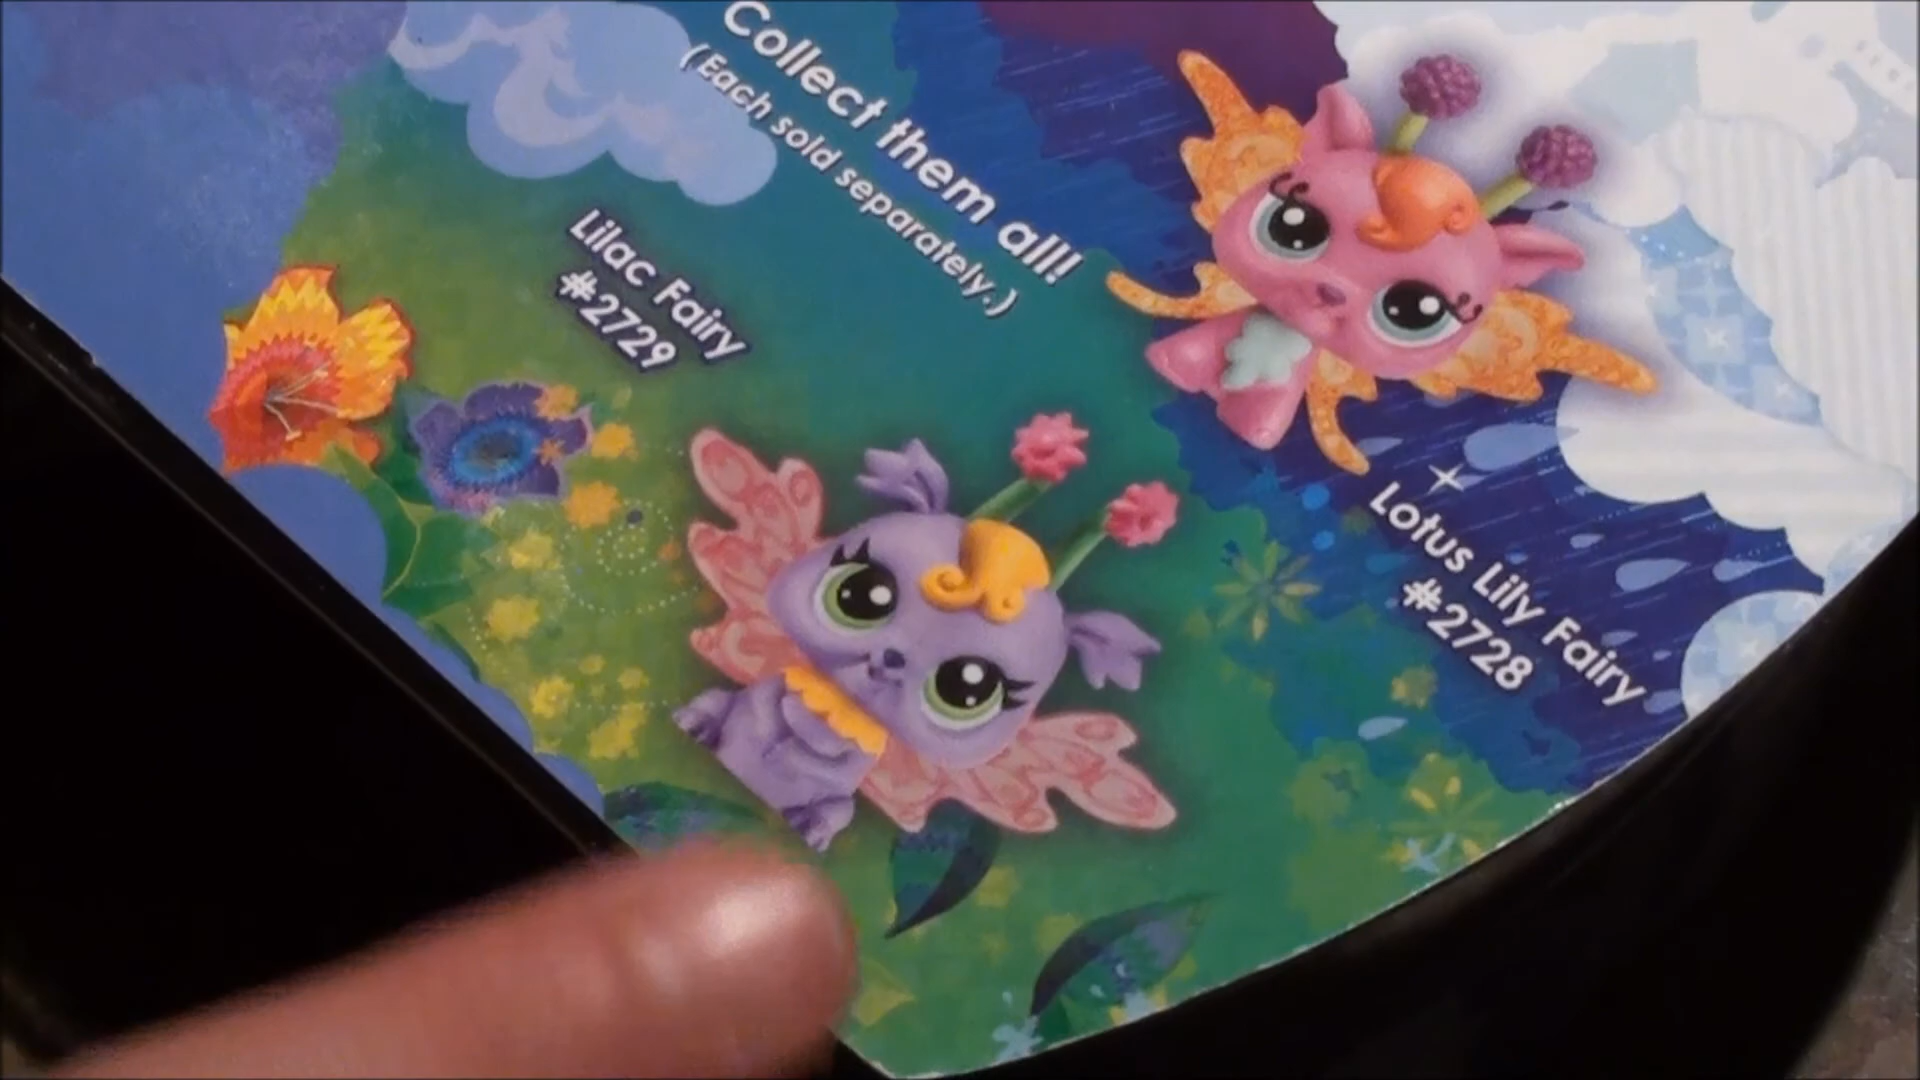 Collect them all!
(Each sold separately.)
Lilac Fairy
#2729
Lotus Lily Fairy
#2728